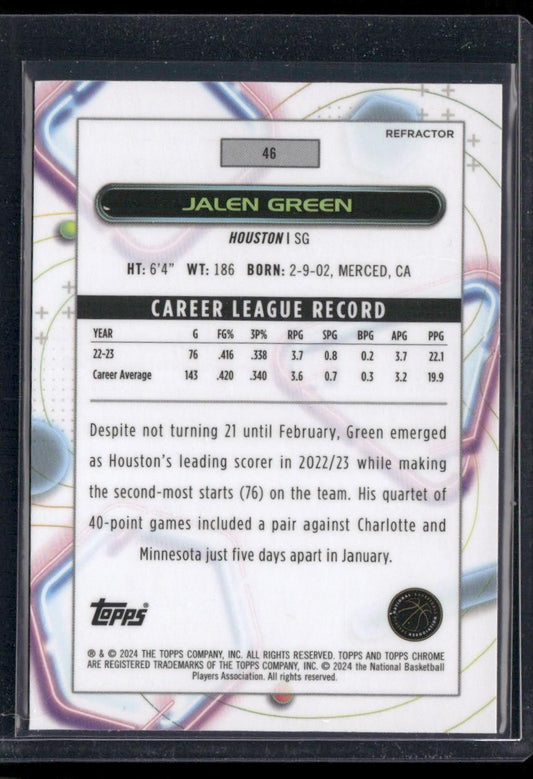 REFRACTOR
46
JALEN GREEN
HOUSTON | SG
HT: 6'4" WT: 186 BORN: 2-9-02, MERCED, CA
CAREER LEAGUE RECORD
YEAR G FG% 3P% RPG SPG BPG APG PPG
22-23 76 .416 .338 3.7 0.8 0.2 3.7 22.1
Career Average 143 .420 .340 3.6 0.7 0.3 3.2 19.9
Despite not turning 21 until February, Green emerged
as Houston's leading scorer in 2022/23 while making
the second-most starts (76) on the team. His quartet of
40-point games included a pair against Charlotte and
Minnesota just five days apart in January.
topps®
NATIONAL BASKETBALL PLAYERS ASSOCIATION
® & © 2024 THE TOPPS COMPANY, INC. ALL RIGHTS RESERVED. TOPPS AND TOPPS CHROME
ARE REGISTERED TRADEMARKS OF THE TOPPS COMPANY, INC. © 2024 the National Basketball
Players Association. All rights reserved.